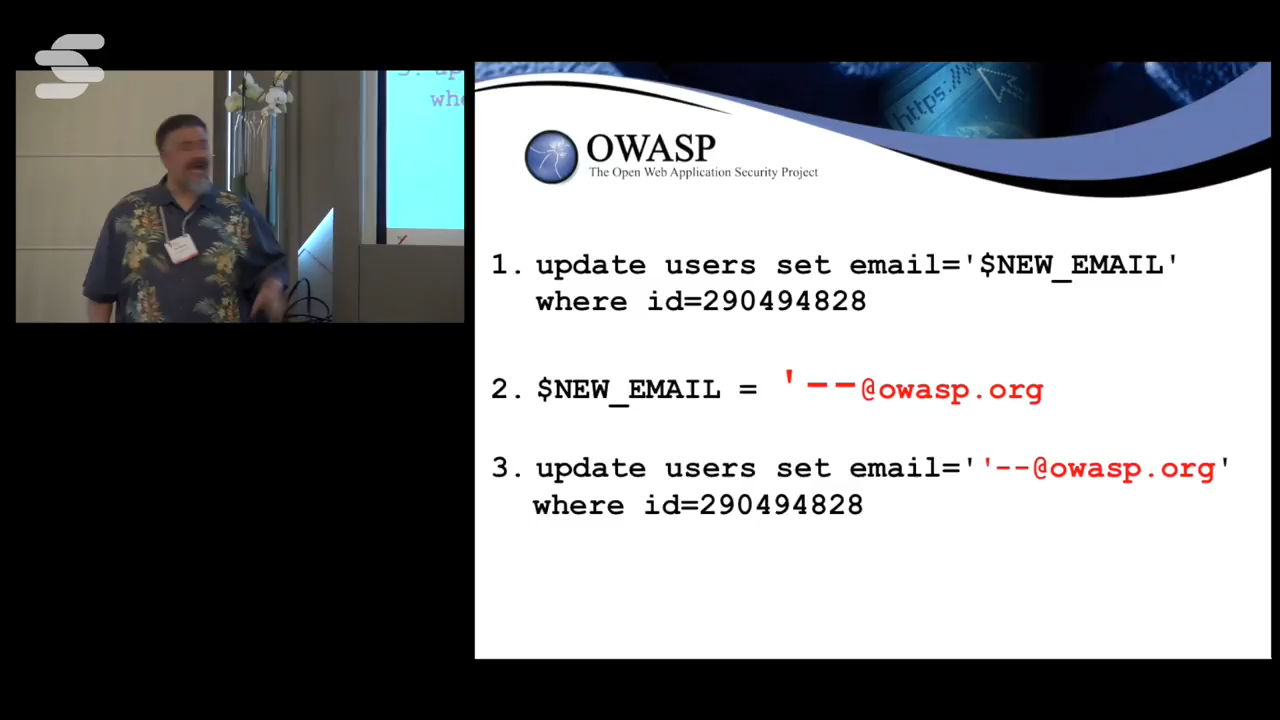 https://w
OWASP
The Open Web Application Security Project
1. update users set email='$NEW_EMAIL'
where id=290494828
2. $NEW_EMAIL = '--@owasp.org
3. update users set email=''--@owasp.org'
where id=290494828